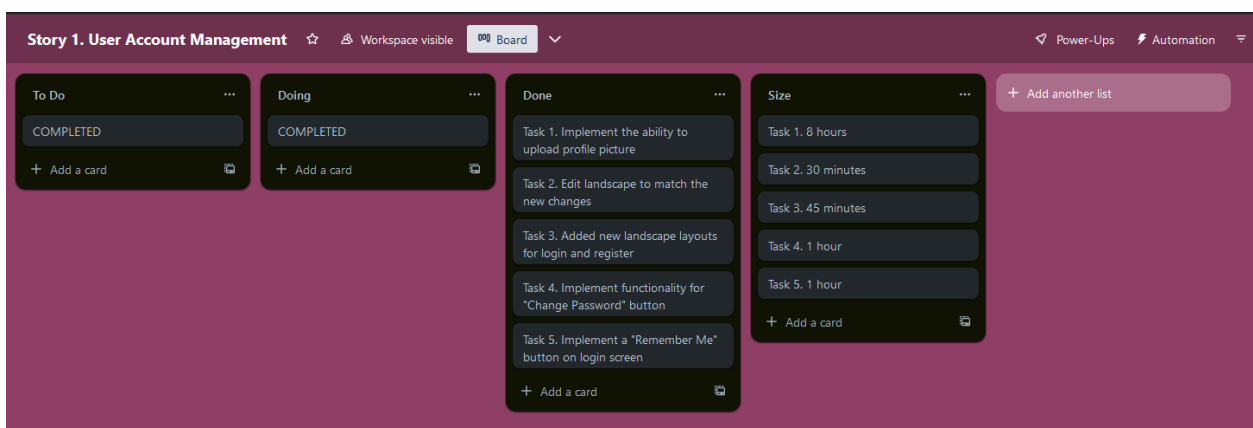 Story 1. User Account Management
Workspace visible
Board
Power-Ups
Automation
To Do
COMPLETED
Add a card
Doing
COMPLETED
Add a card
Done
Task 1. Implement the ability to
upload profile picture
Task 2. Edit landscape to match the
new changes
Task 3. Added new landscape layouts
for login and register
Task 4. Implement functionality for
"Change Password" button
Task 5. Implement a "Remember Me"
button on login screen
Add a card
Size
Task 1. 8 hours
Task 2. 30 minutes
Task 3. 45 minutes
Task 4. 1 hour
Task 5. 1 hour
Add a card
Add another list